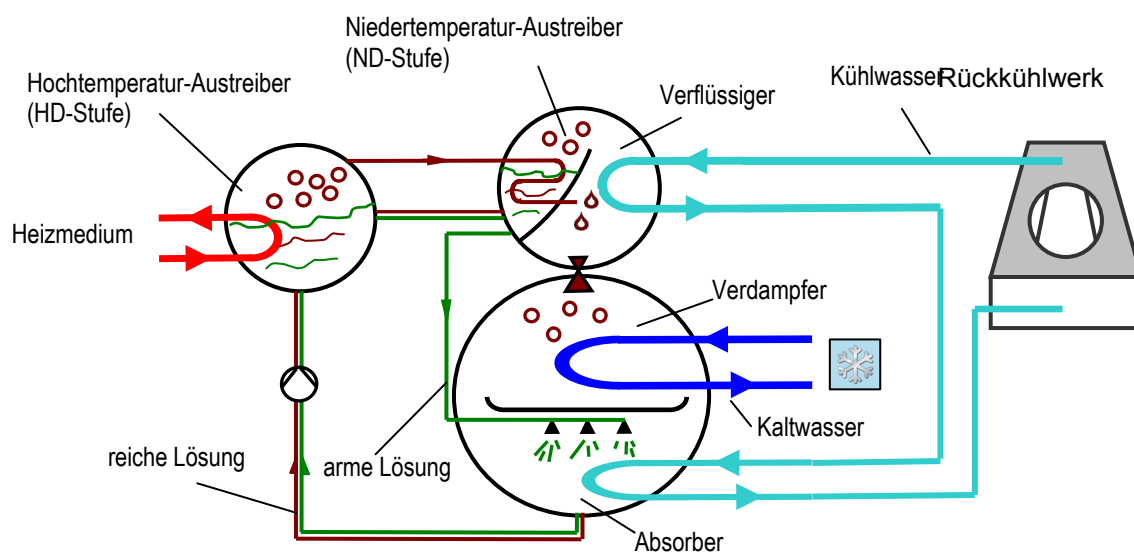 Niedertemperatur-Austreiber
(ND-Stufe)
Hochtemperatur-Austreiber
(HD-Stufe)
Kühlwasser
Rückkühlwerk
Verflüssiger
Heizmedium
Verdampfer
Kaltwasser
reiche Lösung
arme Lösung
Absorber